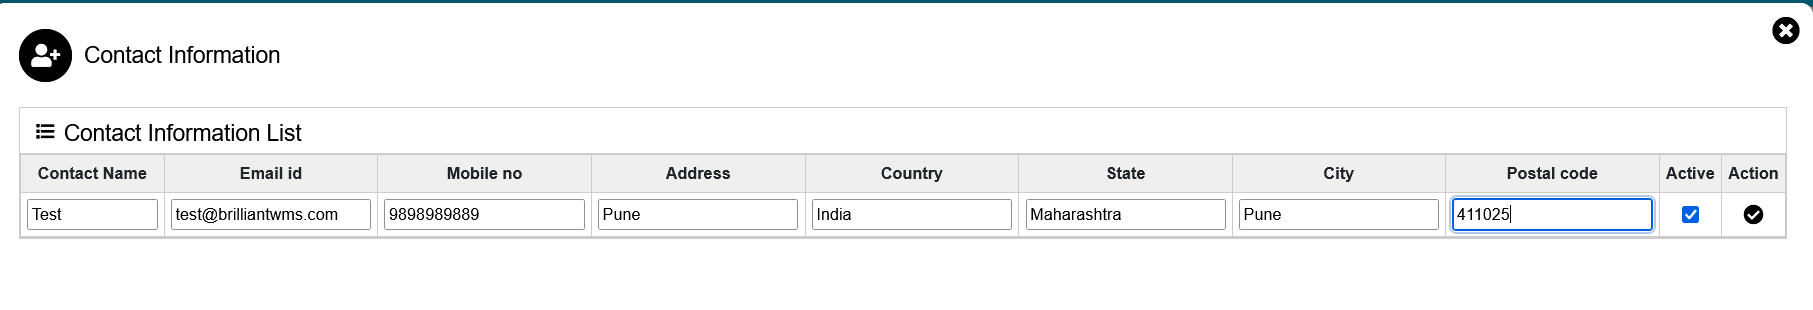 Contact Information
Contact Information List
Contact Name Email id Mobile no Address Country State City Postal code Active Action
Test test@brilliantwms.com 9898989889 Pune India Maharashtra Pune 411025